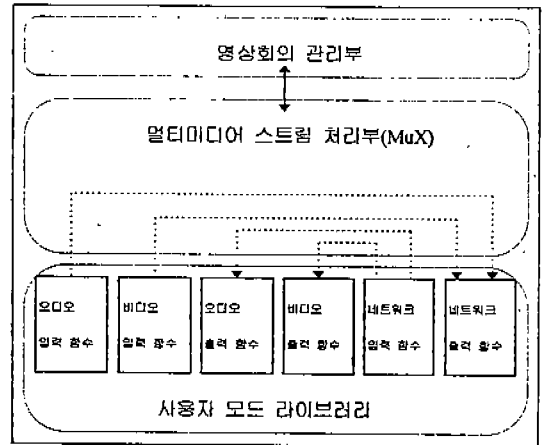 영상회의 관리부
멀티미디어 스트림 처리부(MuX)
오디오
입력 함수
비디오
입력 함수
오디오
출력 함수
비디오
출력 함수
네트워크
입력 함수
네트워크
출력 함수
사용자 모드 라이브러리